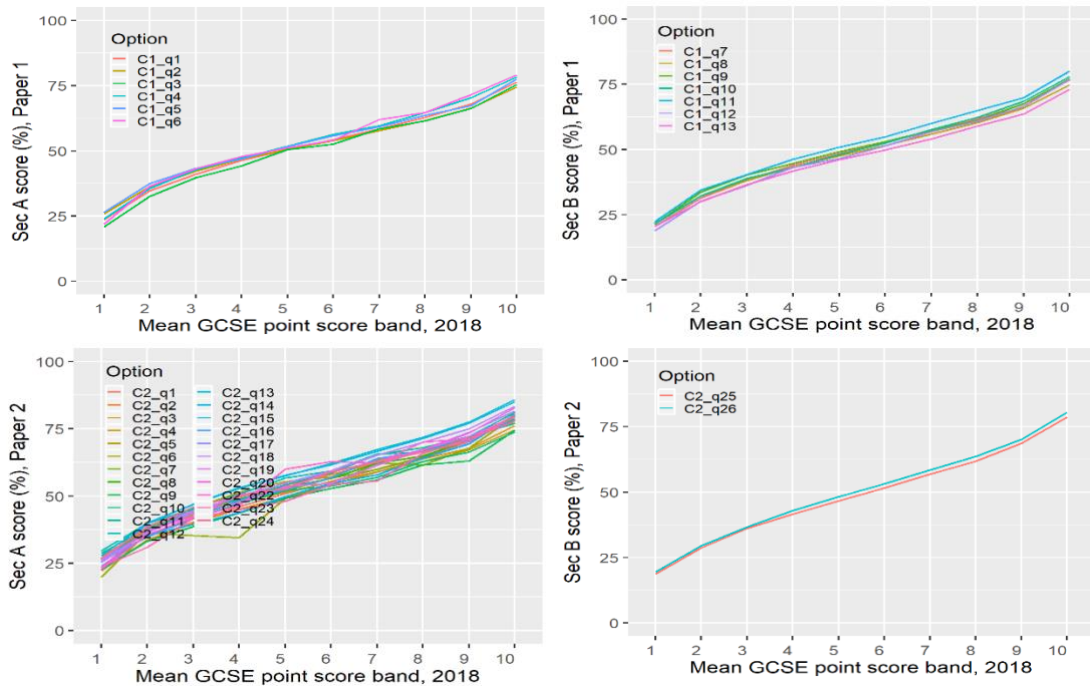 100
75
50
25
0
Sec A score (%), Paper 1
Option
C1_q1
C1_q2
C1_q3
C1_q4
C1_q5
C1_q6
1 2 3 4 5 6 7 8 9 10
Mean GCSE point score band, 2018
100
75
50
25
0
Sec B score (%), Paper 1
Option
C1_q7
C1_q8
C1_q9
C1_q10
C1_q11
C1_q12
C1_q13
1 2 3 4 5 6 7 8 9 10
Mean GCSE point score band, 2018
100
75
50
25
0
Sec A score (%), Paper 2
Option
C2_q1 C2_q13
C2_q2 C2_q14
C2_q3 C2_q15
C2_q4 C2_q16
C2_q5 C2_q17
C2_q6 C2_q18
C2_q7 C2_q19
C2_q8 C2_q20
C2_q9 C2_q22
C2_q10 C2_q23
C2_q11 C2_q24
C2_q12
1 2 3 4 5 6 7 8 9 10
Mean GCSE point score band, 2018
100
75
50
25
0
Sec B score (%), Paper 2
Option
C2_q25
C2_q26
1 2 3 4 5 6 7 8 9 10
Mean GCSE point score band, 2018